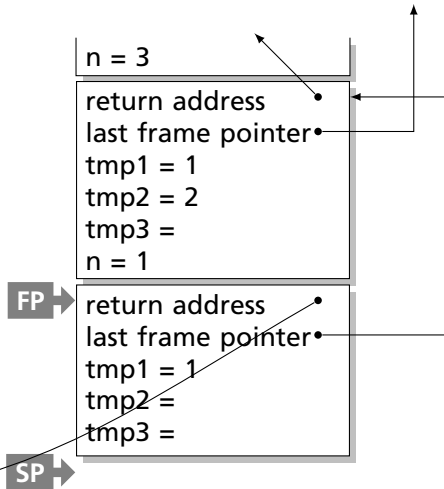 n = 3
return address
last frame pointer
tmp1 = 1
tmp2 = 2
tmp3 =
n = 1
FP
return address
last frame pointer
tmp1 = 1
tmp2 =
tmp3 =
SP